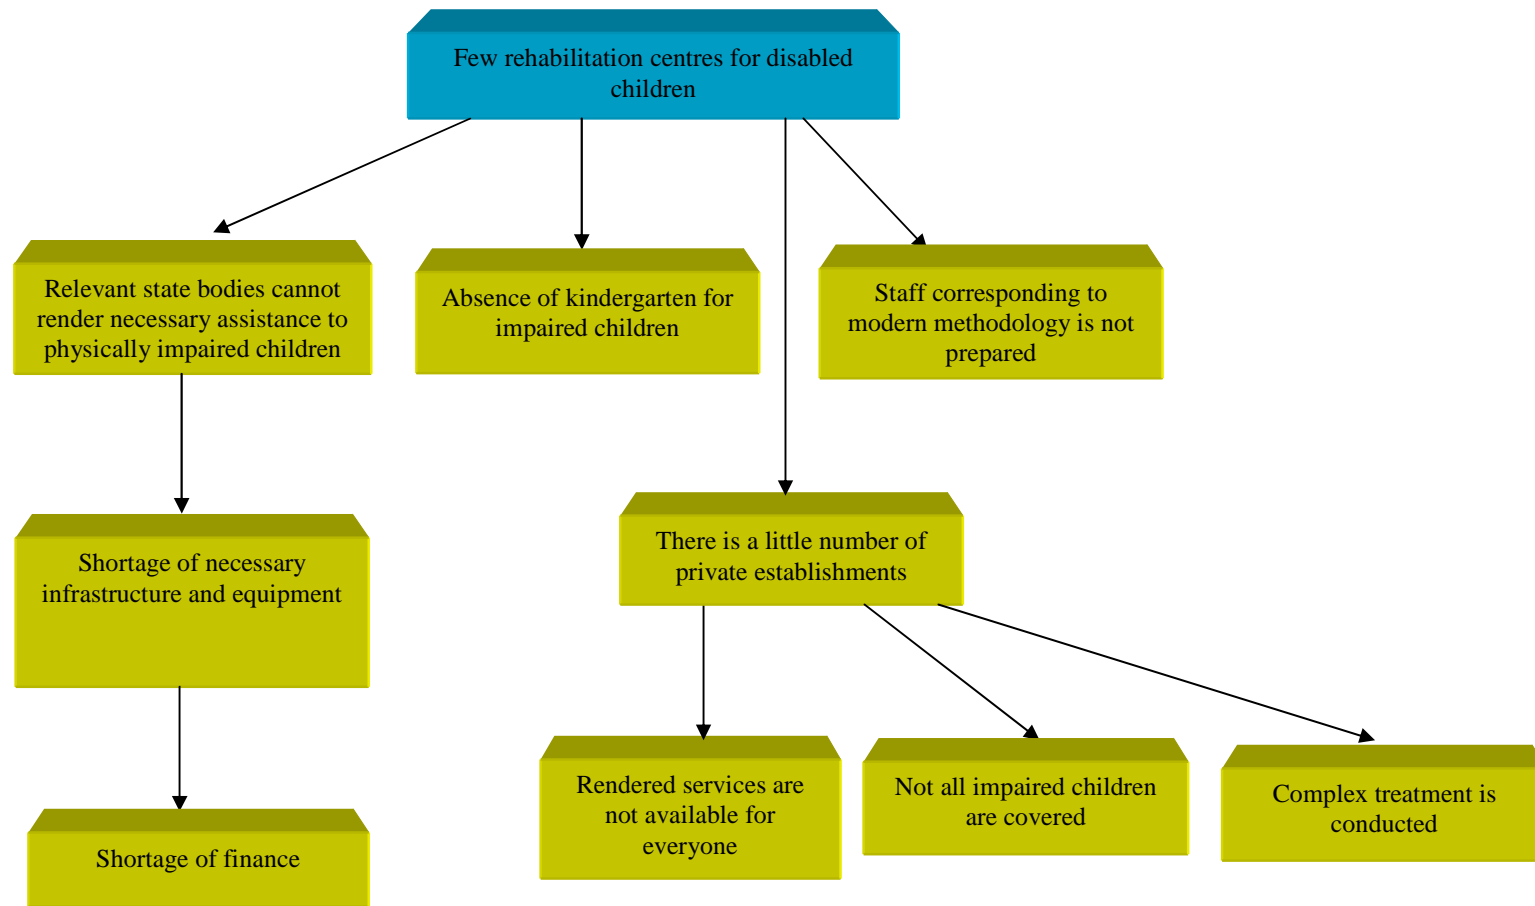 Few rehabilitation centres for disabled
children
Relevant state bodies cannot
render necessary assistance to
physically impaired children
Absence of kindergarten for
impaired children
Staff corresponding to
modern methodology is not
prepared
Shortage of necessary
infrastructure and equipment
There is a little number of
private establishments
Rendered services are
not available for
everyone
Not all impaired children
are covered
Complex treatment is
conducted
Shortage of finance